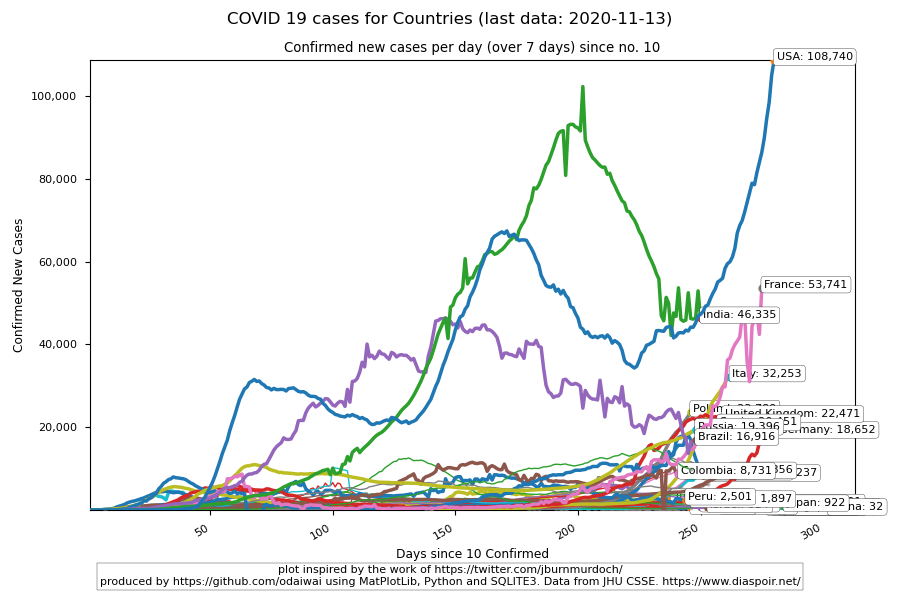 COVID 19 cases for Countries (last data: 2020-11-13)
Confirmed new cases per day (over 7 days) since no. 10
USA: 108,740
100,000
80,000
60,000
40,000
20,000
Confirmed New Cases
France: 53,741
India: 46,335
Italy: 32,253
United Kingdom: 22,471
Russia: 19,396
18,652
Brazil: 16,916
Colombia: 8,731
Peru: 2,501
1,897
922
32
50
100
150
200
250
300
Days since 10 Confirmed
plot inspired by the work of https://twitter.com/jburnmurdoch/
produced by https://github.com/odaiwai using MatPlotLib, Python and SQLITE3. Data from JHU CSSE. https://www.diaspoir.net/